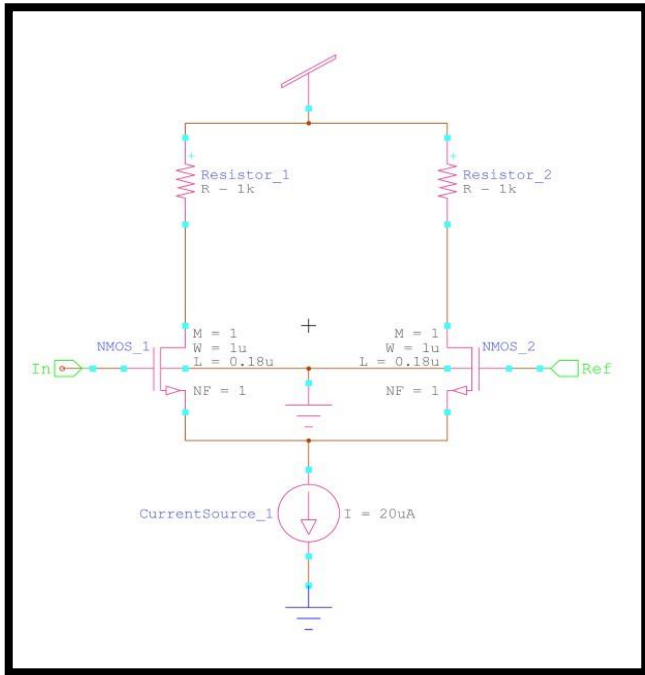 Resistor_1
R - 1k
Resistor_2
R - 1k
NMOS_1
M = 1
W = 1u
L = 0.18u
NF = 1
M = 1
W = 1u
L = 0.18u
NF = 1
NMOS_2
In
Ref
CurrentSource_1
I = 20uA